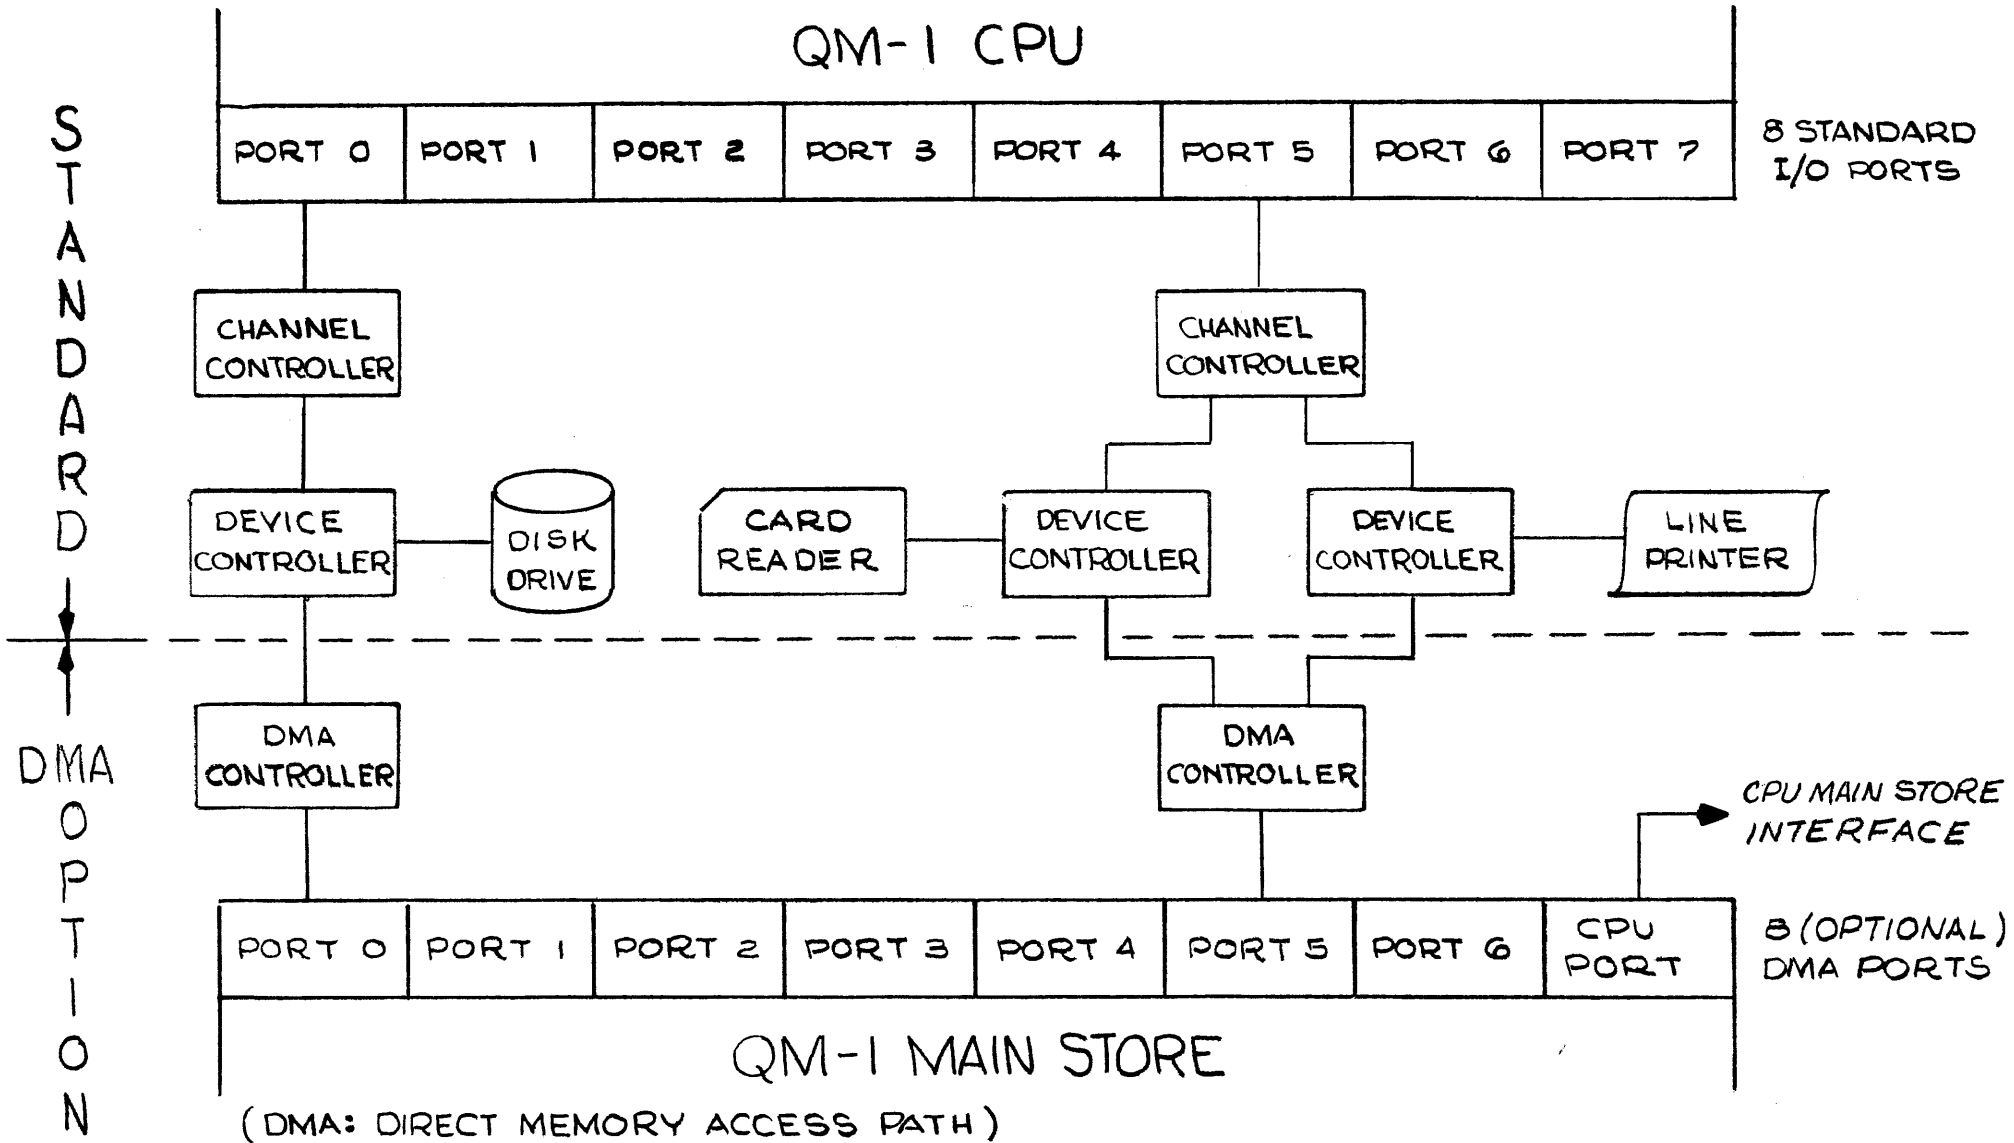 QM-1 CPU
STANDARD
PORT 0
PORT 1
PORT 2
PORT 3
PORT 4
PORT 5
PORT 6
PORT 7
8 STANDARD
I/O PORTS
CHANNEL
CONTROLLER
CHANNEL
CONTROLLER
DEVICE
CONTROLLER
DISK
DRIVE
CARD
READER
DEVICE
CONTROLLER
DEVICE
CONTROLLER
LINE
PRINTER
DMA
OPTION
DMA
CONTROLLER
DMA
CONTROLLER
CPU MAIN STORE
INTERFACE
PORT 0
PORT 1
PORT 2
PORT 3
PORT 4
PORT 5
PORT 6
CPU
PORT
8 (OPTIONAL)
DMA PORTS
QM-1 MAIN STORE
(DMA: DIRECT MEMORY ACCESS PATH)